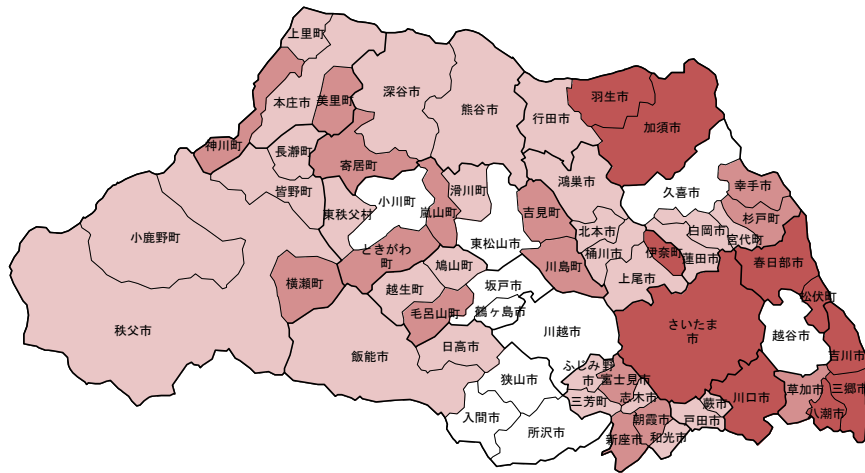 上里町
本庄市
美里町
深谷市
熊谷市
行田市
羽生市
加須市
神川町
長瀞町
寄居町
皆野町
小鹿野町
東秩父村
小川町
嵐山町
滑川町
吉見町
鴻巣市
久喜市
幸手市
杉戸町
宮代町
白岡市
北本市
桶川市
伊奈町
蓮田市
上尾市
春日部市
松伏町
東松山市
ときがわ
町
鳩山町
川島町
横瀬町
越生町
毛呂山町
坂戸市
鶴ヶ島市
川越市
さいたま
市
越谷市
吉川市
秩父市
飯能市
日高市
狭山市
入間市
所沢市
ふじみ野
市
富士見市
三芳町
志木市
新座市
朝霞市
和光市
戸田市
蕨市
川口市
草加市
八潮市
三郷市